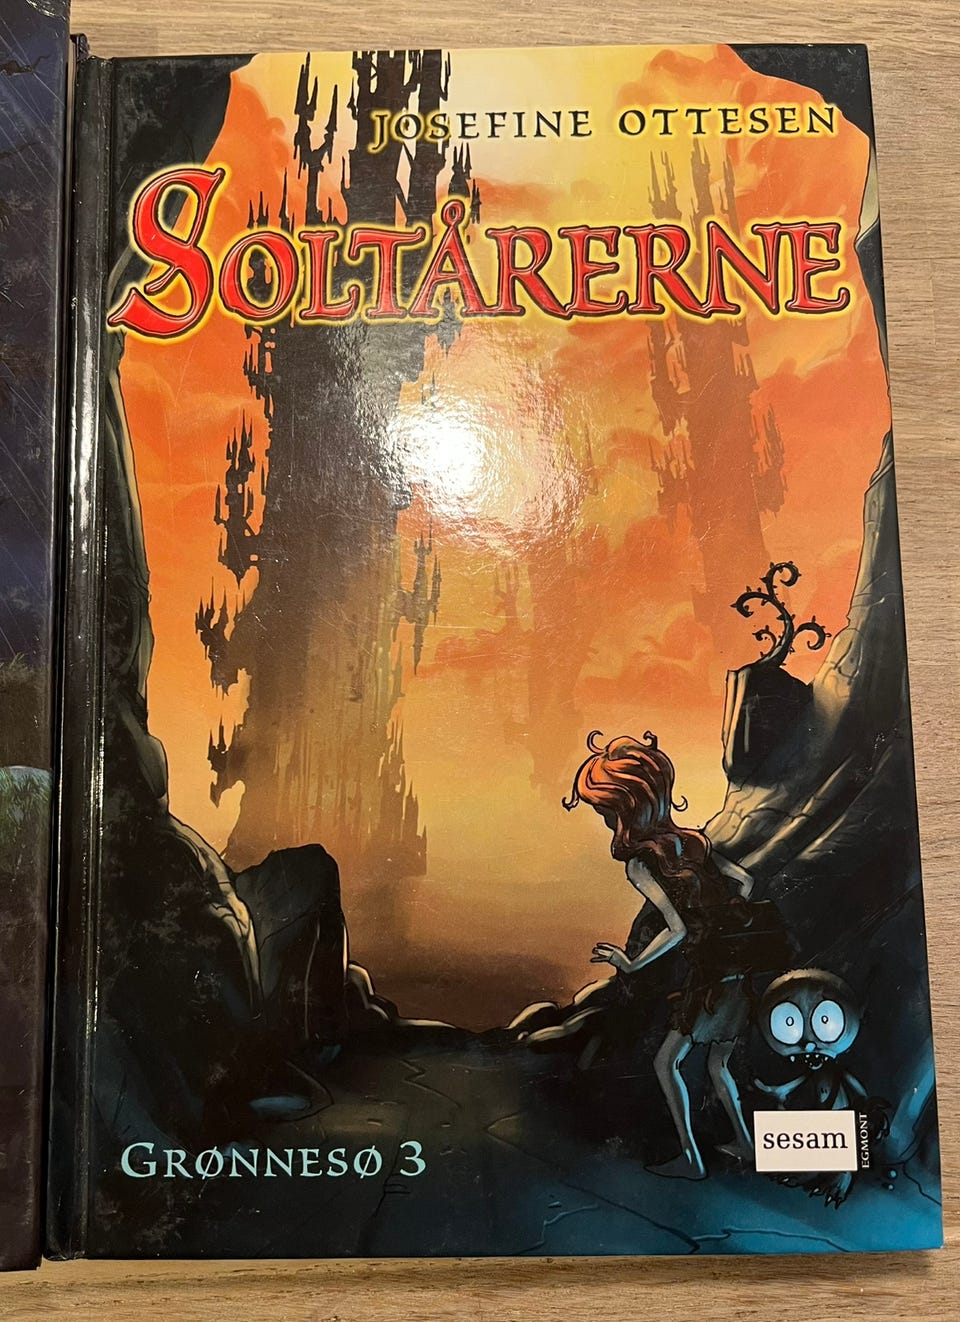 JOSEFINE OTTESEN
SOLTÅRERNE
GRØNNESØ 3
sesam
EGMONT